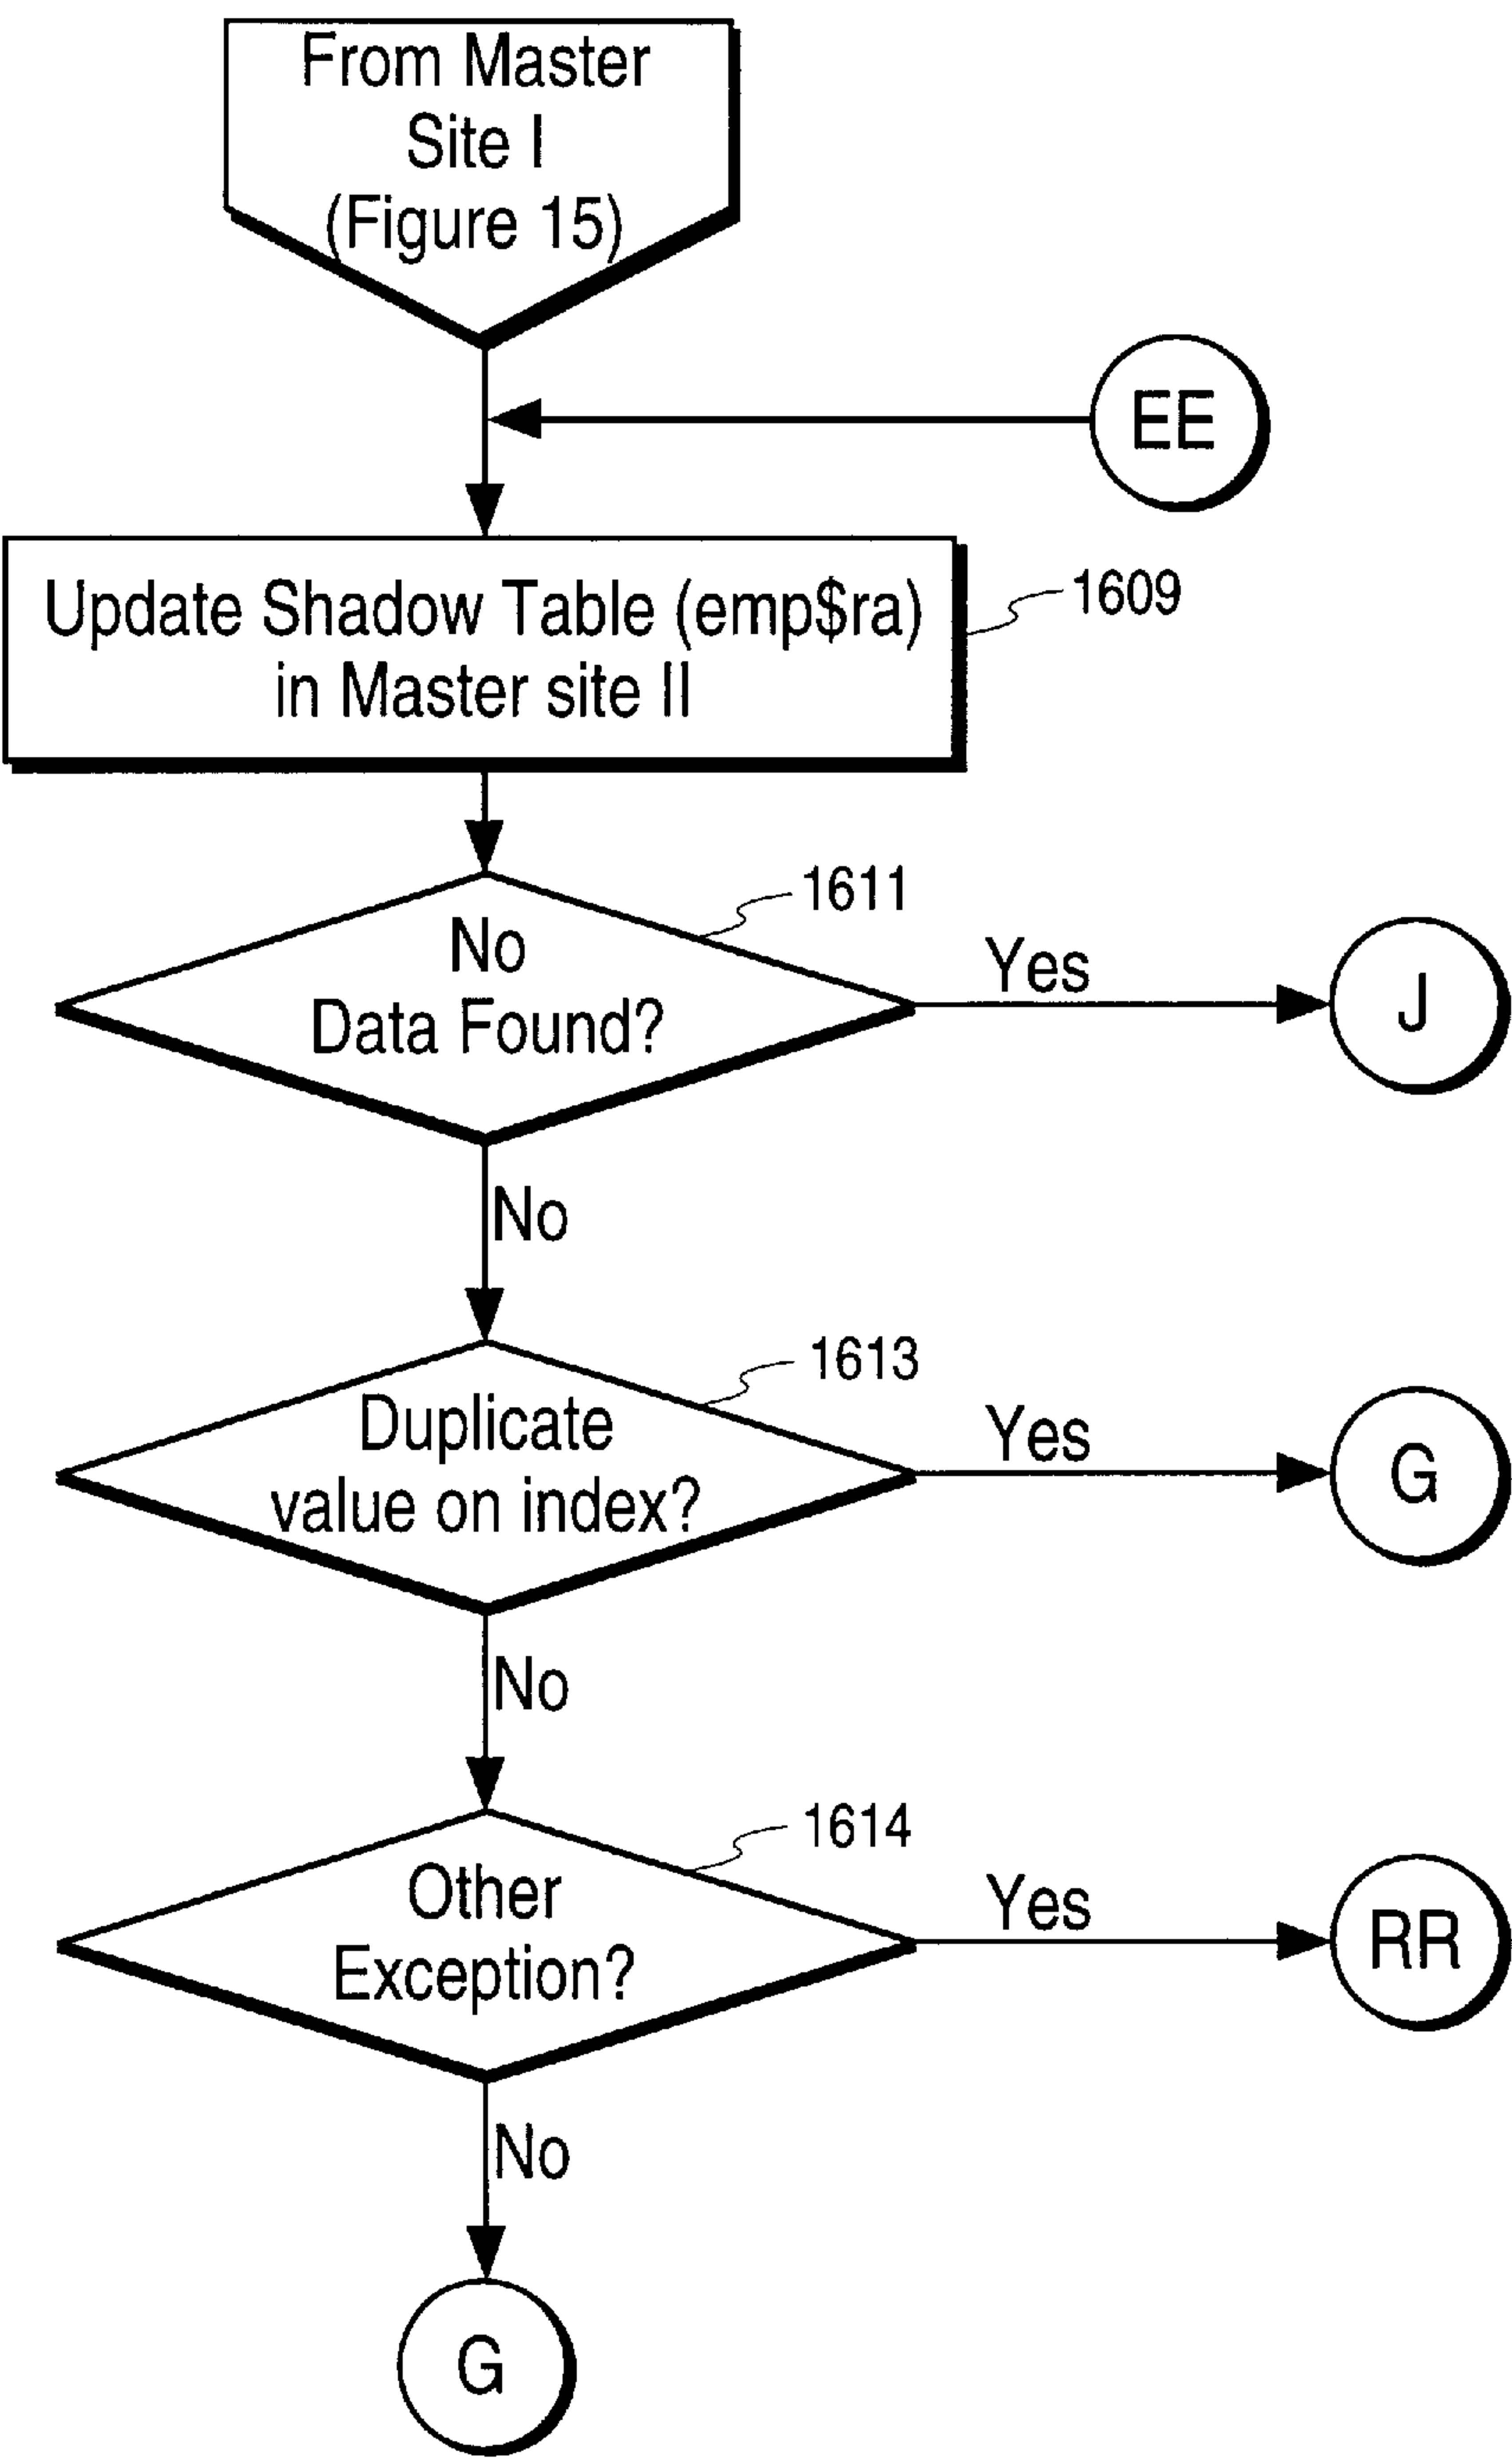 From Master
Site I
(Figure 15)
EE
Update Shadow Table (emp$ra)
in Master site II
1609
No
Data Found?
1611
Yes
J
No
Duplicate
value on index?
1613
Yes
G
No
Other
Exception?
1614
Yes
RR
No
G